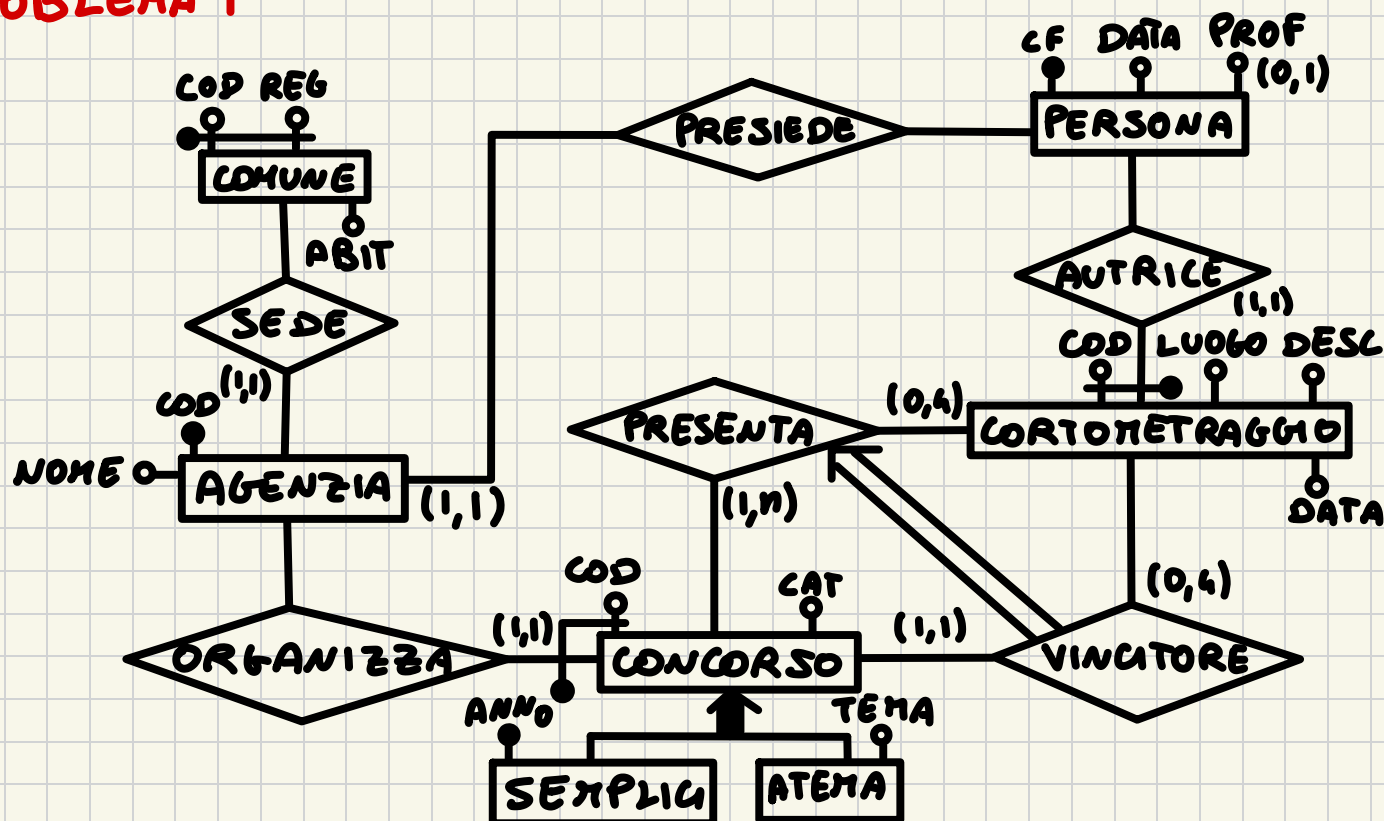 CF DATA PROF
(0,1)
COD REG
PRESIEDE
PERSONA
COMUNE
ABIT
AUTRICE
SEDE
(1,1)
COD LUOGO DESC
(1,1)
COD
PRESENTA
(0,4)
CORTOMETRAGGIO
NOME
AGENZIA
(1,1)
(1,n)
DATA
COD
CAT
(0,4)
(1,1)
(1,1)
ORGANIZZA
CONCORSO
VINCITORE
ANNO
TEMA
SEMPLICI
ATEMA